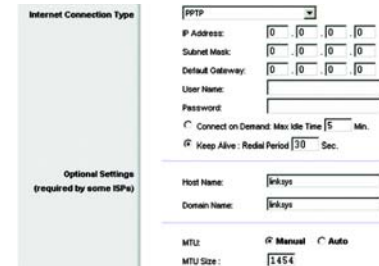 Internet Connection Type PPTP
IP Address: 0 . 0 . 0 . 0
Subnet Mask: 0 . 0 . 0 . 0
Default Gateway: 0 . 0 . 0 . 0
User Name:
Password:
Connect on Demand: Max Idle Time 5 Min.
Keep Alive : Redial Period 30 Sec.
Optional Settings
(required by some ISPs)
Host Name: linksys
Domain Name: linksys
MTU: Manual Auto
MTU Size : 1454